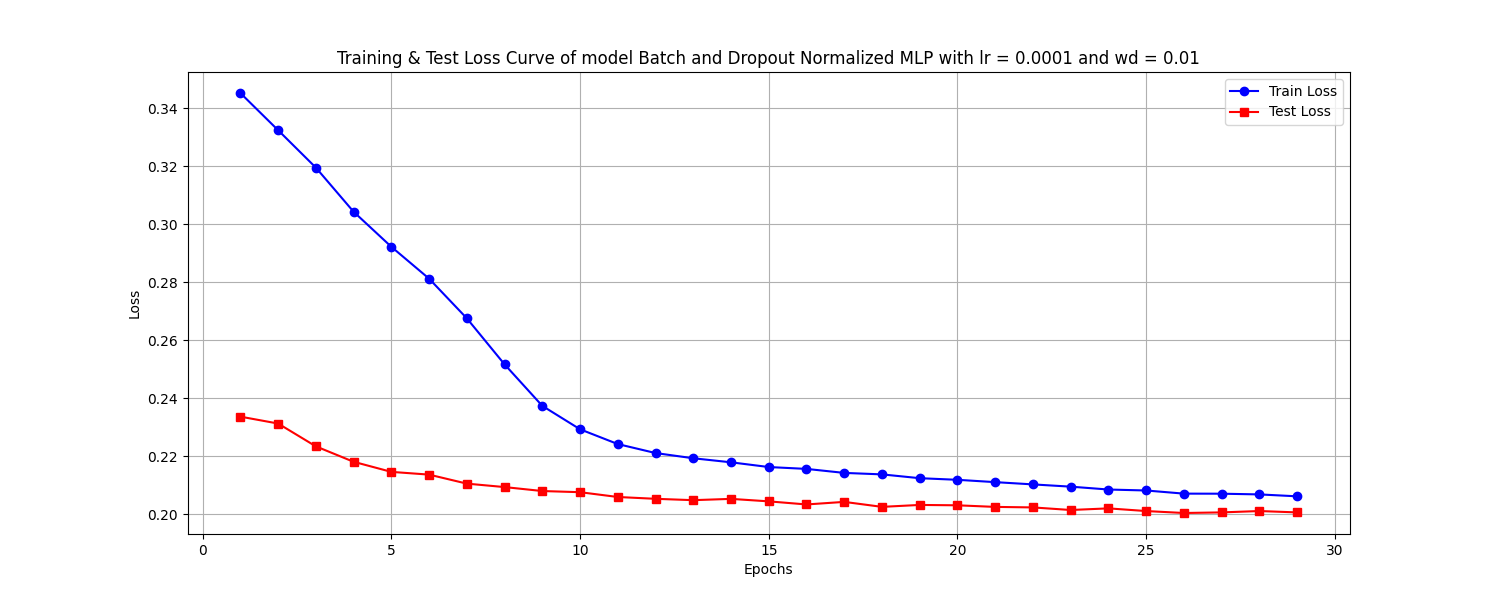 Training & Test Loss Curve of model Batch and Dropout Normalized MLP with lr = 0.0001 and wd = 0.01
Train Loss
Test Loss
Loss
0.34
0.32
0.30
0.28
0.26
0.24
0.22
0.20
0 5 10 15 20 25 30
Epochs